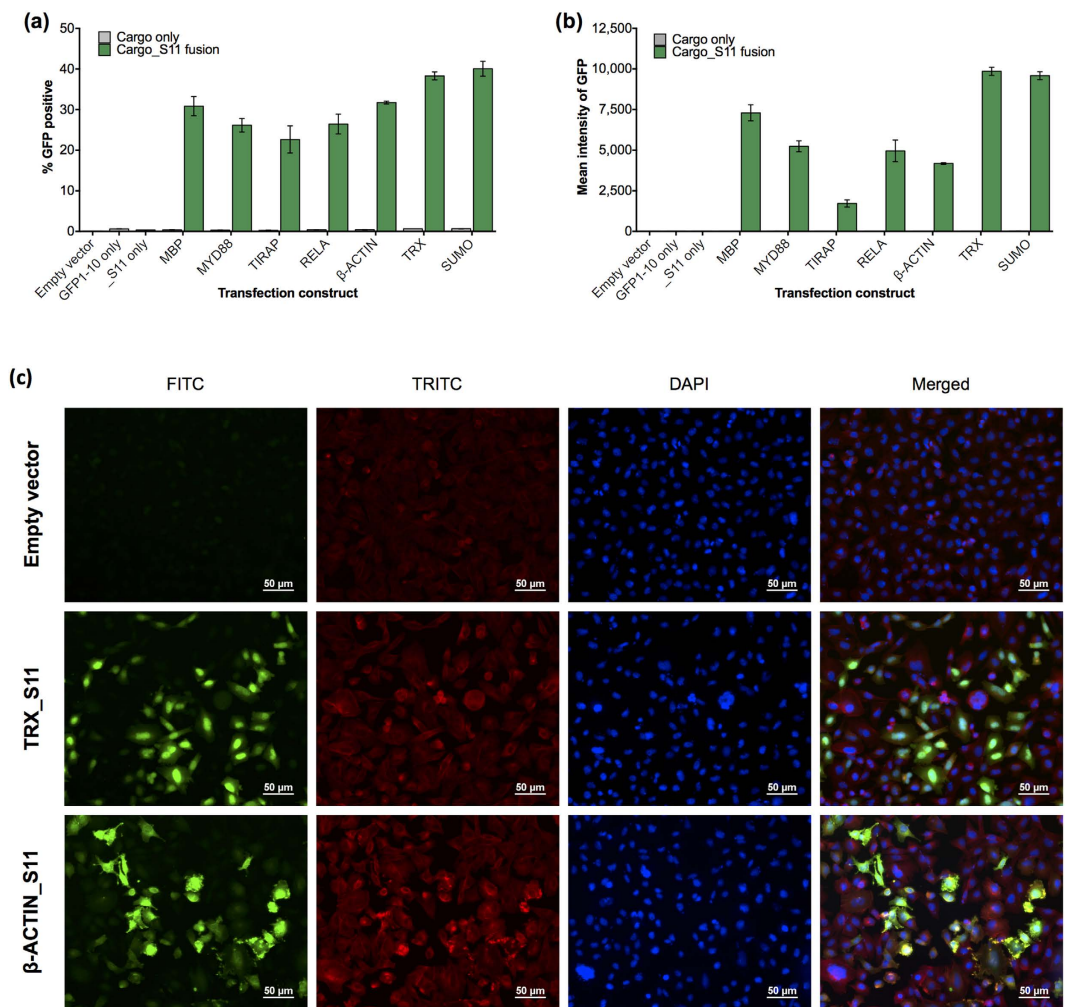 (a)
Cargo only
Cargo_S11 fusion
50
40
30
20
10
0
% GFP positive
Empty vector
GFP1-10 only
_S11 only
MBP
MYD88
TIRAP
RELA
β-ACTIN
TRX
SUMO
Transfection construct
(b)
Cargo only
Cargo_S11 fusion
12,500
10,000
7,500
5,000
2,500
0
Mean intensity of GFP
Empty vector
GFP1-10 only
_S11 only
MBP
MYD88
TIRAP
RELA
β-ACTIN
TRX
SUMO
Transfection construct
(c)
FITC TRITC DAPI Merged
Empty vector
50 µm 50 µm 50 µm 50 µm
TRX_S11
50 µm 50 µm 50 µm 50 µm
β-ACTIN_S11
50 µm 50 µm 50 µm 50 µm